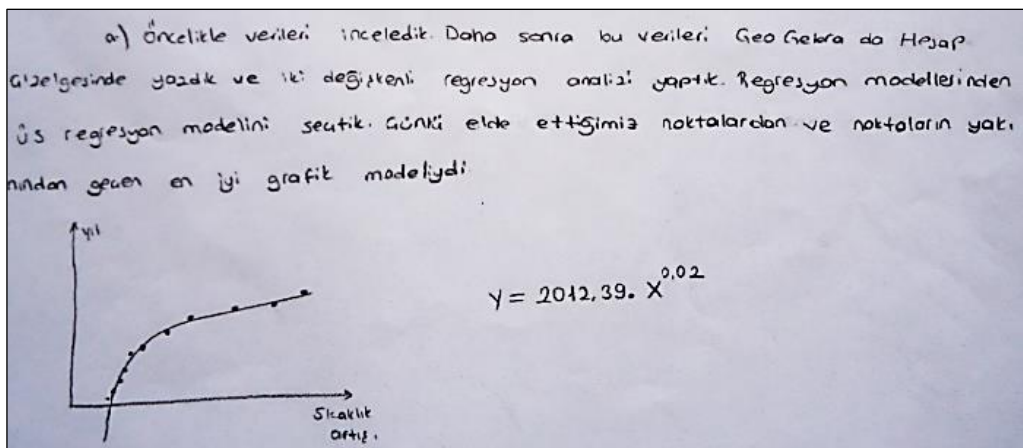 a) Öncelikle verileri inceledik. Daha sonra bu verileri GeoGebra da Hesap
Çizelgesinde yazdık ve iki değişkenli regresyon analizi yaptık. Regresyon modellerinden
üs regresyon modelini seçtik. Çünkü elde ettiğimiz noktalardan ve noktaların yakı
nından geçen en iyi grafik modeliydi.
yıl
y = 2012,39. x^0,02
Sıcaklık
artışı.